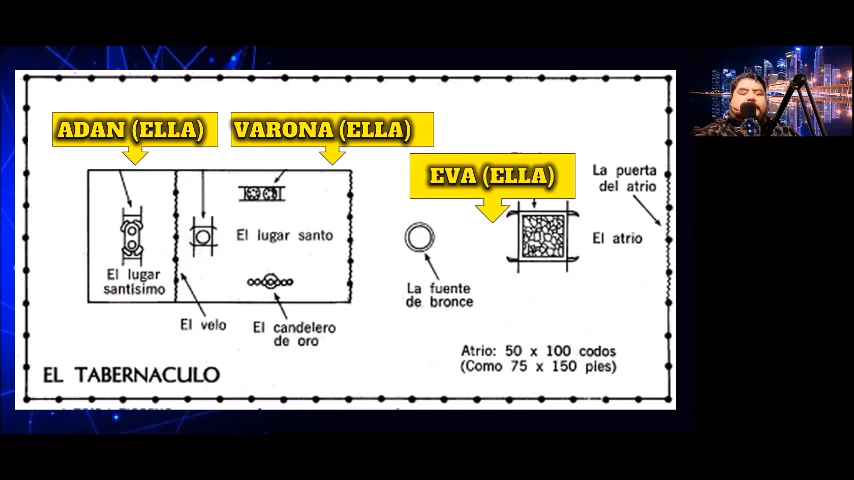 ADAN (ELLA)
VARONA (ELLA)
EVA (ELLA)
La puerta
del atrio
El lugar santo
El atrio
El lugar
santísimo
La fuente
de bronce
El velo
El candelero
de oro
Atrio: 50 x 100 codos
(Como 75 x 150 pies)
EL TABERNACULO